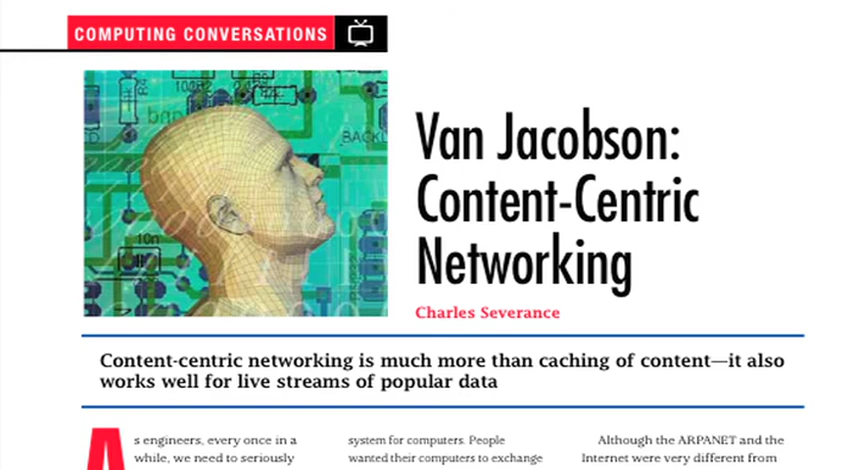 COMPUTING CONVERSATIONS
10n
BACKL
Van Jacobson:
Content-Centric
Networking
Charles Severance
Content-centric networking is much more than caching of content—it also
works well for live streams of popular data
As engineers, every once in a
while, we need to seriously
system for computers. People
wanted their computers to exchange
Although the ARPANET and the
Internet were very different from